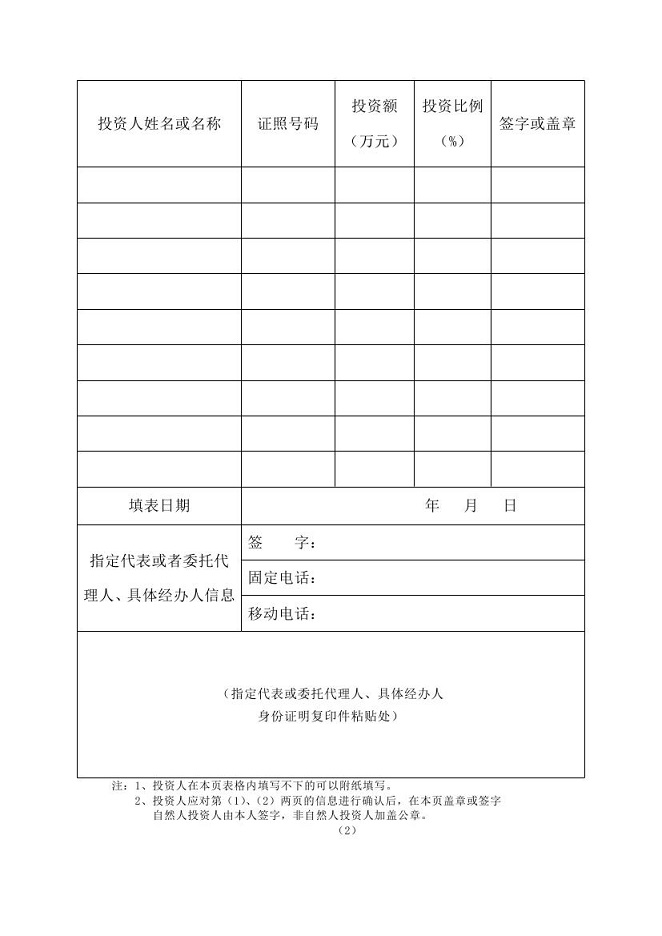 投资人姓名或名称 证照号码 投资额（万元） 投资比例（%） 签字或盖章
填表日期 年 月 日
指定代表或者委托代
理人、具体经办人信息
签 字：
固定电话：
移动电话：
（指定代表或委托代理人、具体经办人
身份证明复印件粘贴处）
注：1、投资人在本页表格内填写不下的可以附纸填写。
2、投资人应对第（1）、（2）两页的信息进行确认后，在本页盖章或签字
自然人投资人由本人签字，非自然人投资人加盖公章。
（2）